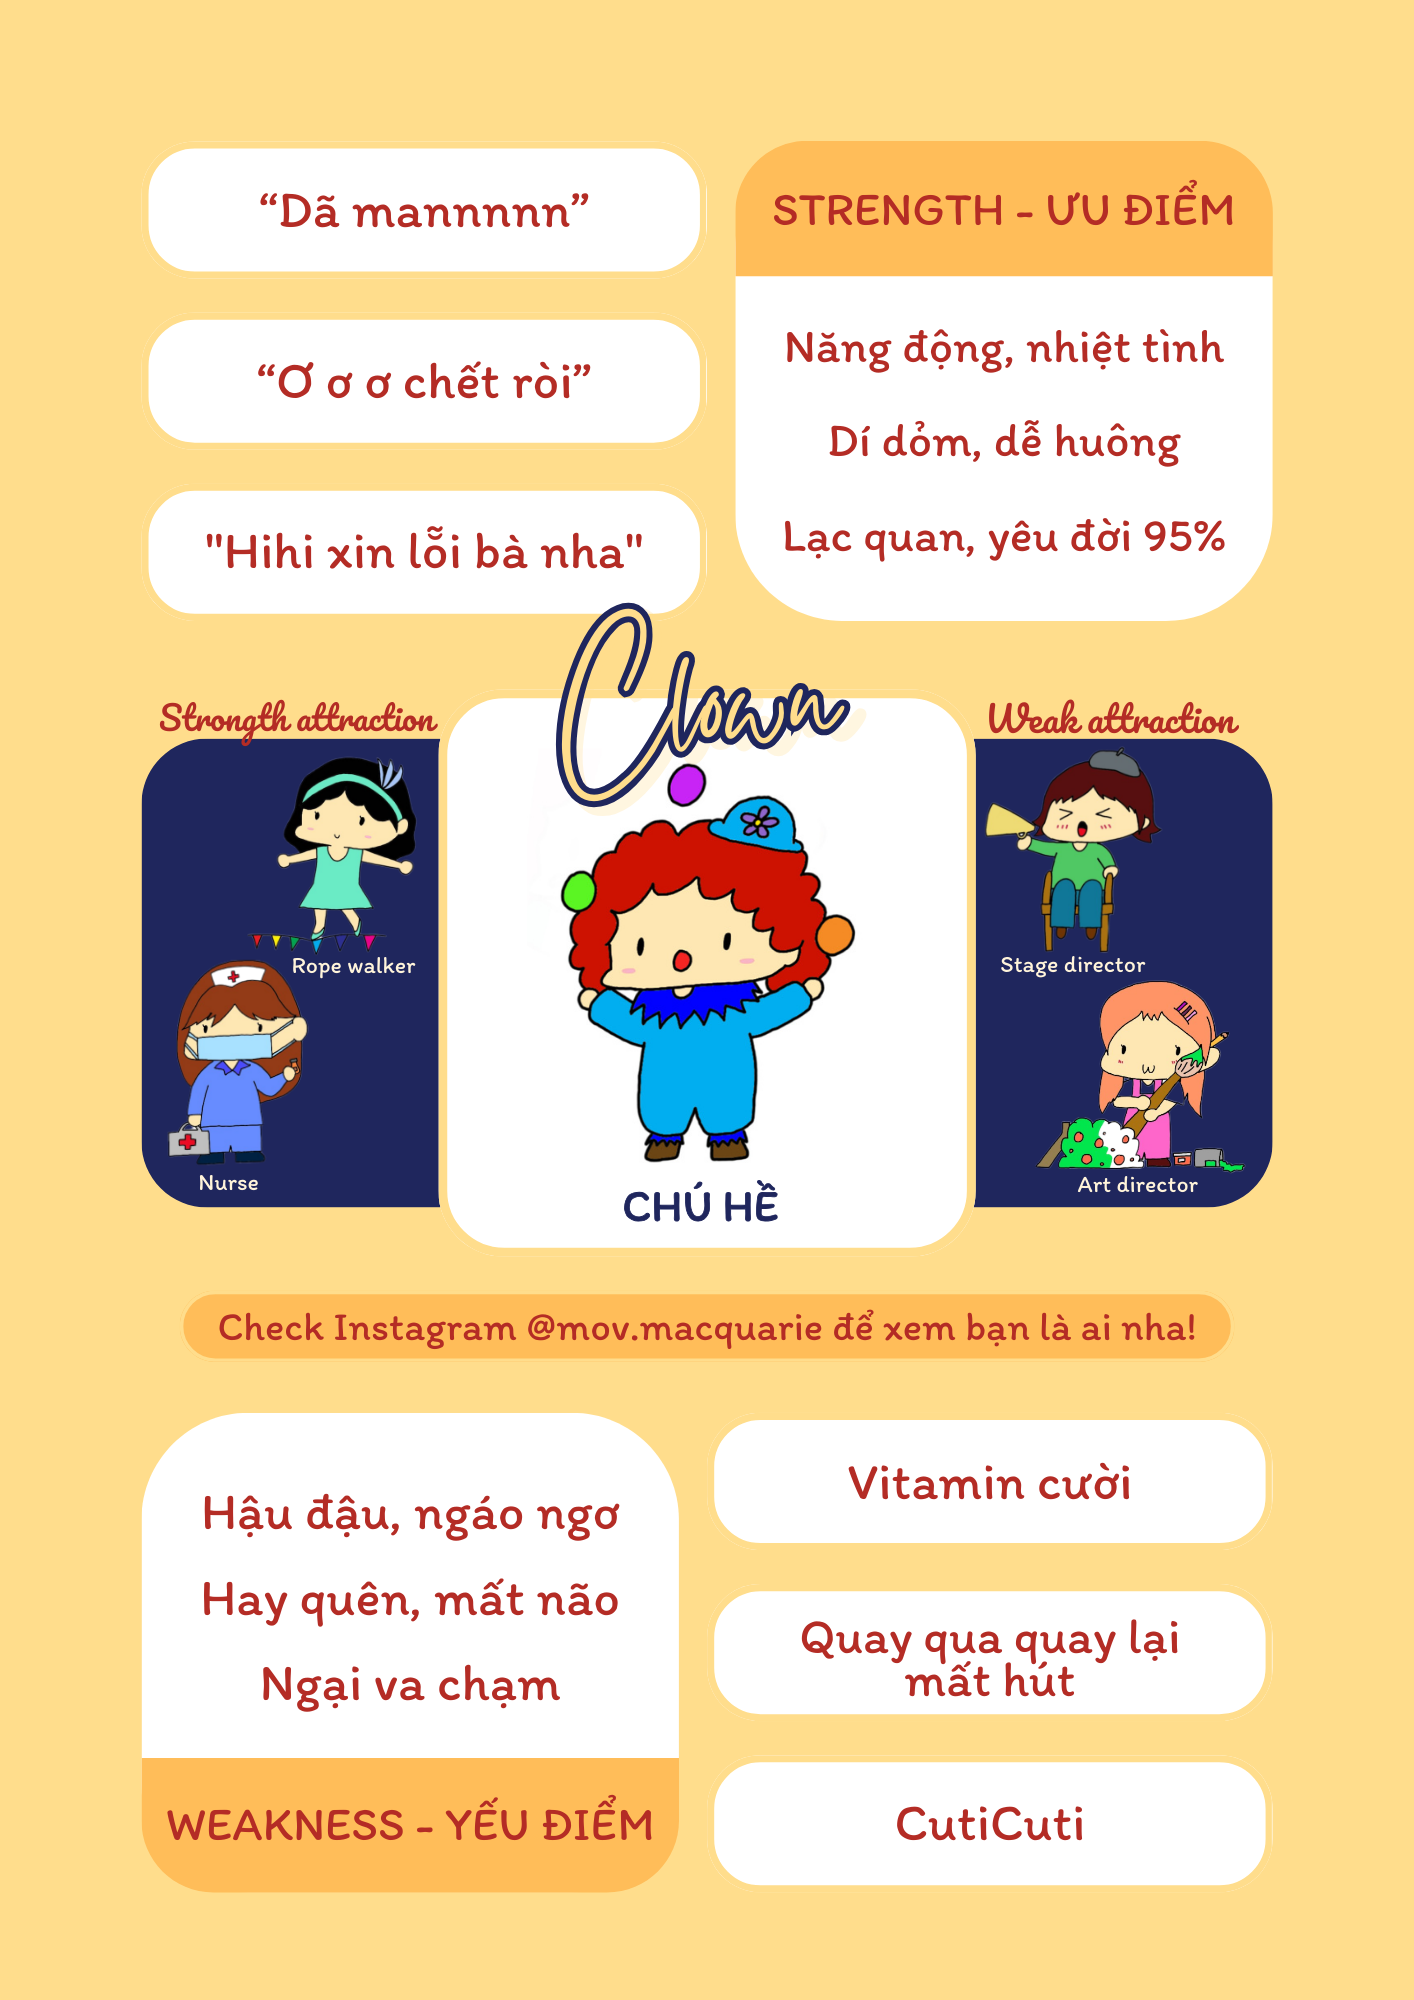 “Dã mannnnn”
“Ơ ơ ơ chết ròi”
"Hihi xin lỗi bà nha"
STRENGTH - ƯU ĐIỂM
Năng động, nhiệt tình
Dí dỏm, dễ huông
Lạc quan, yêu đời 95%
Clown
Strongth attraction
Rope walker
Nurse
CHÚ HỀ
Weak attraction
Stage director
Art director
Check Instagram @mov.macquarie để xem bạn là ai nha!
Hậu đậu, ngáo ngơ
Hay quên, mất não
Ngại va chạm
WEAKNESS - YẾU ĐIỂM
Vitamin cười
Quay qua quay lại
mất hút
CutiCuti